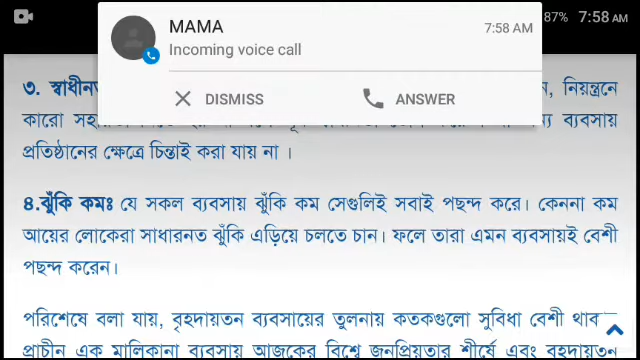 87% 7:58 AM
MAMA 7:58 AM
Incoming voice call
DISMISS ANSWER
৩. নিয়ন্ত্রনে
কারো ব্যবসায়
প্রতিষ্ঠানের ক্ষেত্রে চিন্তাই করা যায় না ।
৪.ঝুঁকি কমঃ যে সকল ব্যবসায় ঝুঁকি কম সেগুলিই সবাই পছন্দ করে। কেননা কম
আয়ের লোকেরা সাধারনত ঝুঁকি এড়িয়ে চলতে চান। ফলে তারা এমন ব্যবসায়ই বেশী
পছন্দ করেন।
পরিশেষে বলা যায়, বৃহদায়তন ব্যবসায়ের তুলনায় কতকগুলো সুবিধা বেশী
প্রাচীন এক মালিকানা ব্যবসায় আজকের বিশ্বে জনপ্রিয়তার শীর্ষে এবং বৃহদায়তন